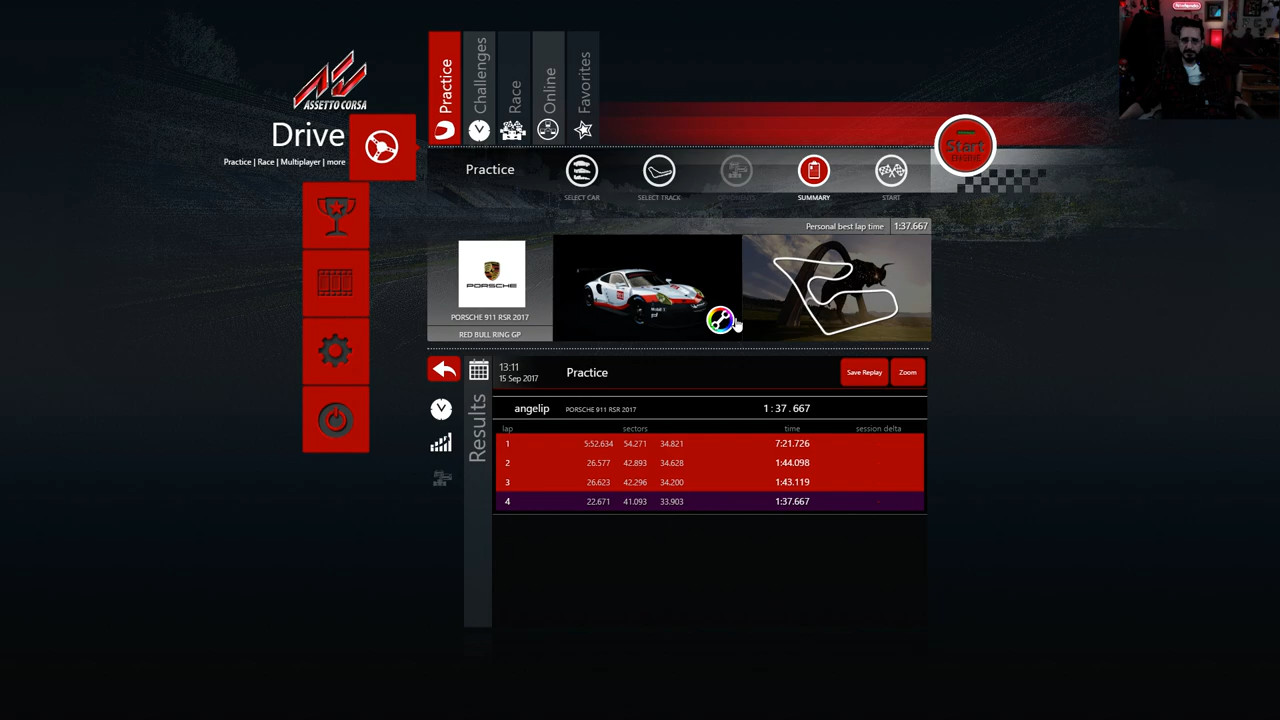 Practice
Challenges
Race
Online
Favorites
ASSETTO CORSA
Drive
Practice | Race | Multiplayer | more
Start
ENGINE
Practice
SELECT CAR
SELECT TRACK
OPPONENTS
SUMMARY
START
Personal best lap time 1:37.667
PORSCHE
PORSCHE 911 RSR 2017
RED BULL RING GP
13:11
15 Sep 2017
Practice
Save Replay
Zoom
Results
angelip PORSCHE 911 RSR 2017 1:37.667
lap sectors time session delta
1 5:52.634 54.271 34.821 7:21.726
2 26.577 42.893 34.628 1:44.098
3 26.623 42.296 34.200 1:43.119
4 22.671 41.093 33.903 1:37.667 -